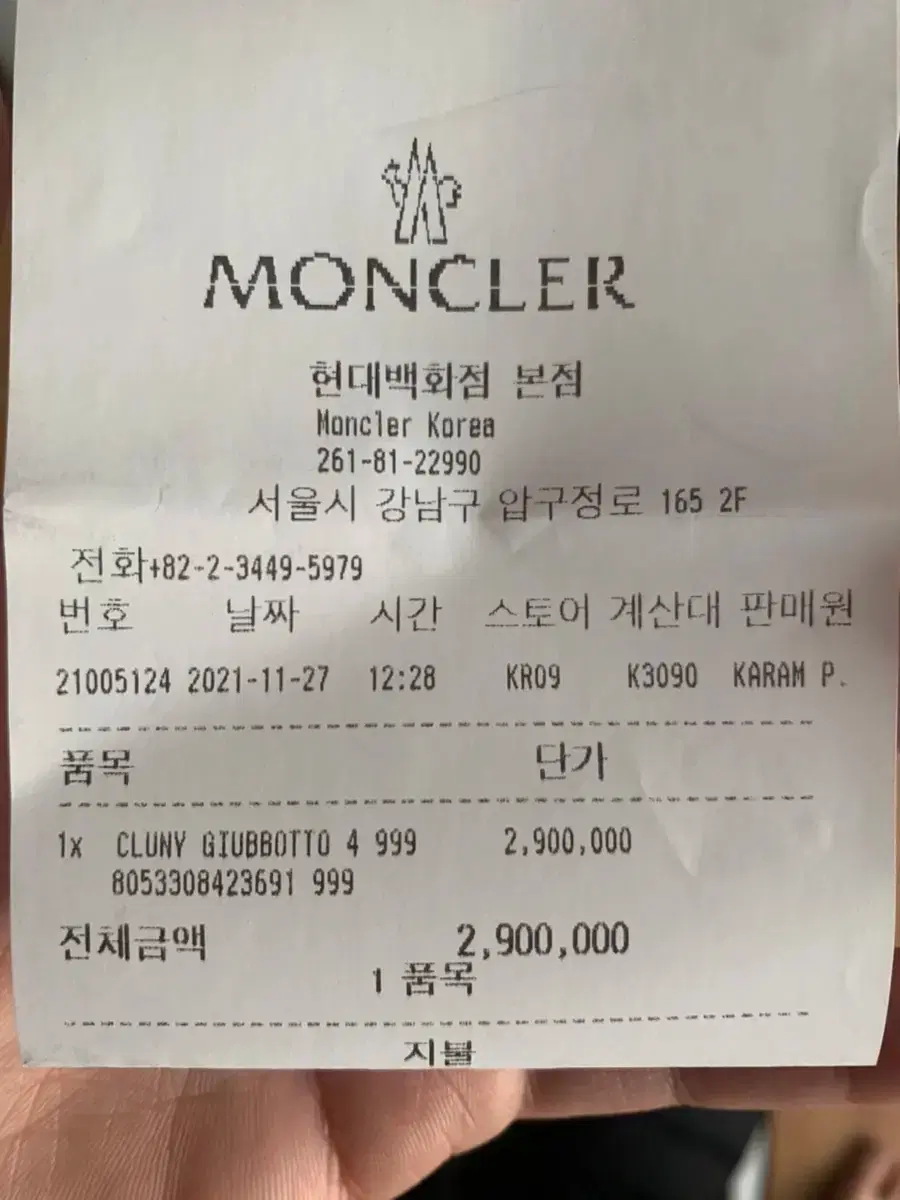 MONCLER
현대백화점 본점
Moncler Korea
261-81-22990
서울시 강남구 압구정로 165 2F
전화+82-2-3449-5979
번호 날짜 시간 스토어 계산대 판매원
21005124 2021-11-27 12:28 KR09 K3090 KARAM P.
품목 단가
1x CLUNY GIUBBOTTO 4 999 2,900,000
8053308423691 999
전체금액 2,900,000
1 품목
지불